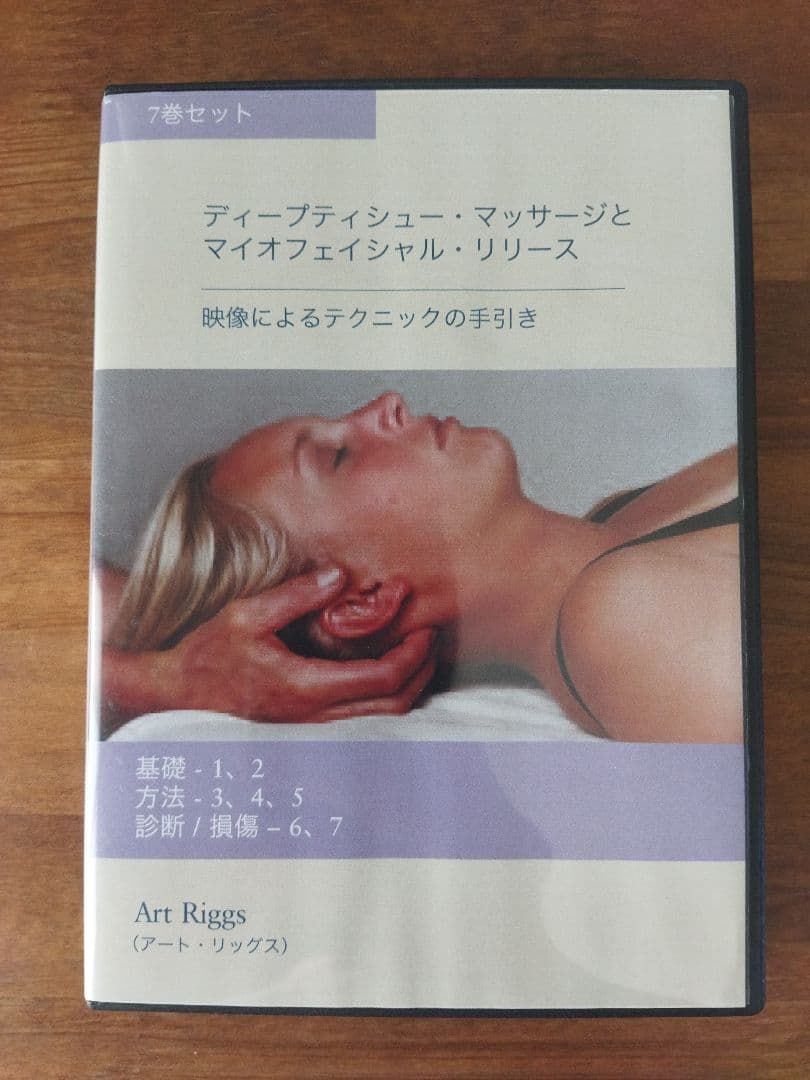 7巻セット
ディープティシュー・マッサージと
マイオフェイシャル・リリース
映像によるテクニックの手引き
基礎 - 1、2
方法 - 3、4、5
診断 / 損傷 – 6、7
Art Riggs
（アート・リッグス）